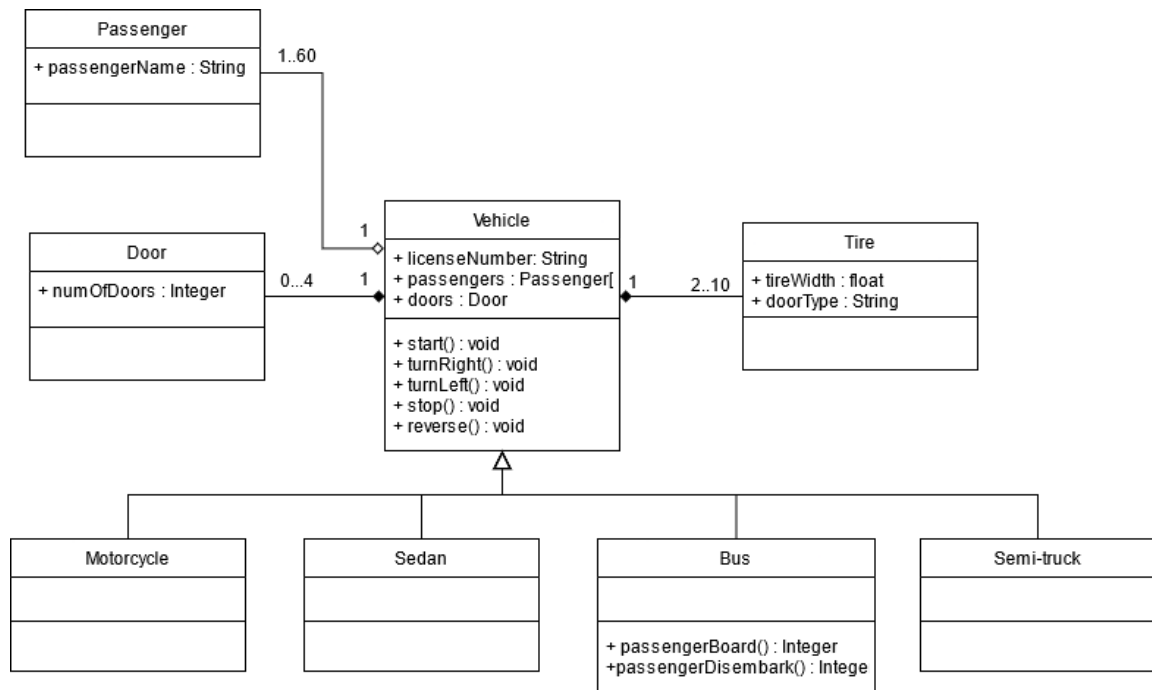 Passenger
+ passengerName : String
1..60
1
Door
+ numOfDoors : Integer
0...4
1
Vehicle
+ licenseNumber: String
+ passengers : Passenger[
+ doors : Door
+ start() : void
+ turnRight() : void
+ turnLeft() : void
+ stop() : void
+ reverse() : void
1
2..10
Tire
+ tireWidth : float
+ doorType : String
Motorcycle
Sedan
Bus
+ passengerBoard() : Integer
+passengerDisembark() : Intege
Semi-truck